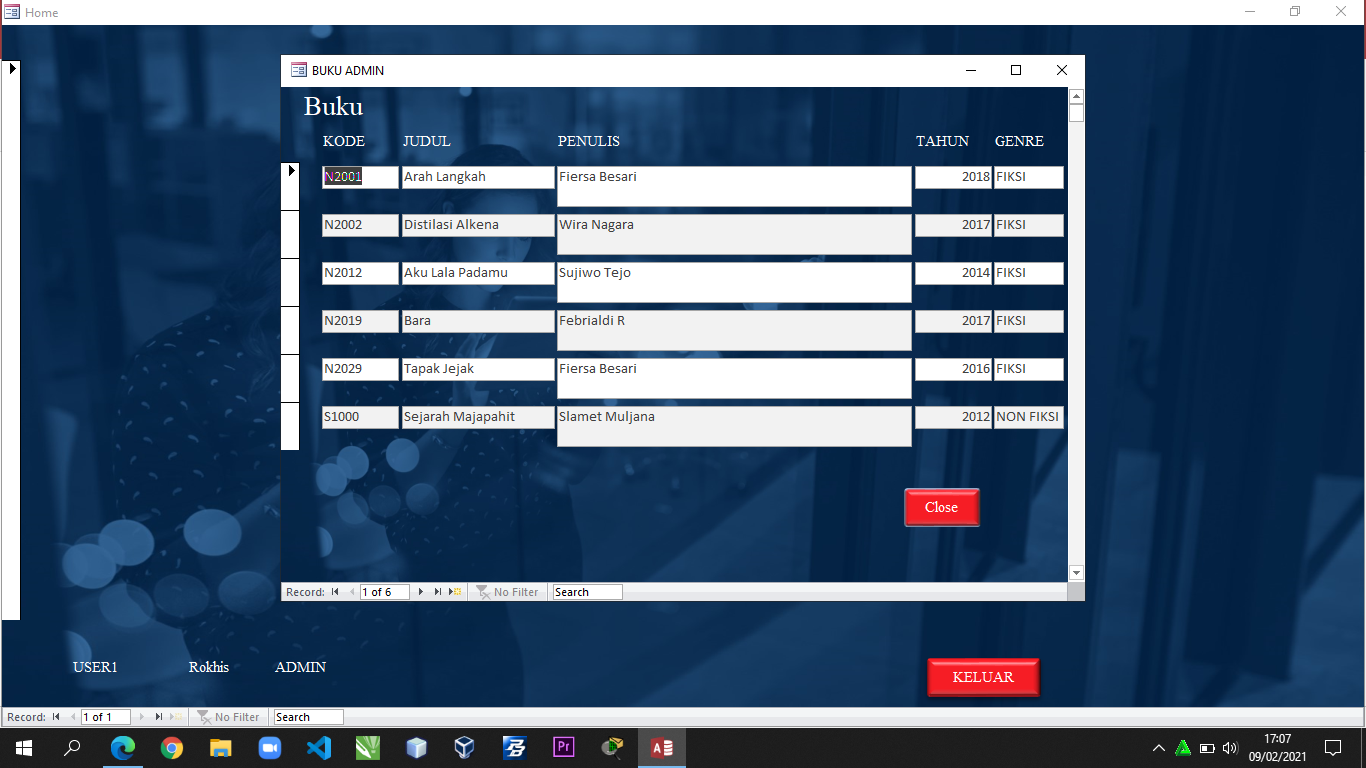 Home
BUKU ADMIN
Buku
KODE JUDUL PENULIS TAHUN GENRE
N2001 Arah Langkah Fiersa Besari 2018 FIKSI
N2002 Distilasi Alkena Wira Nagara 2017 FIKSI
N2012 Aku Lala Padamu Sujiwo Tejo 2014 FIKSI
N2019 Bara Febrialdi R 2017 FIKSI
N2029 Tapak Jejak Fiersa Besari 2016 FIKSI
S1000 Sejarah Majapahit Slamet Muljana 2012 NON FIKSI
Close
Record: 1 of 6 No Filter Search
USER1 Rokhis ADMIN
KELUAR
Record: 1 of 1 No Filter Search
Pr
17:07
09/02/2021